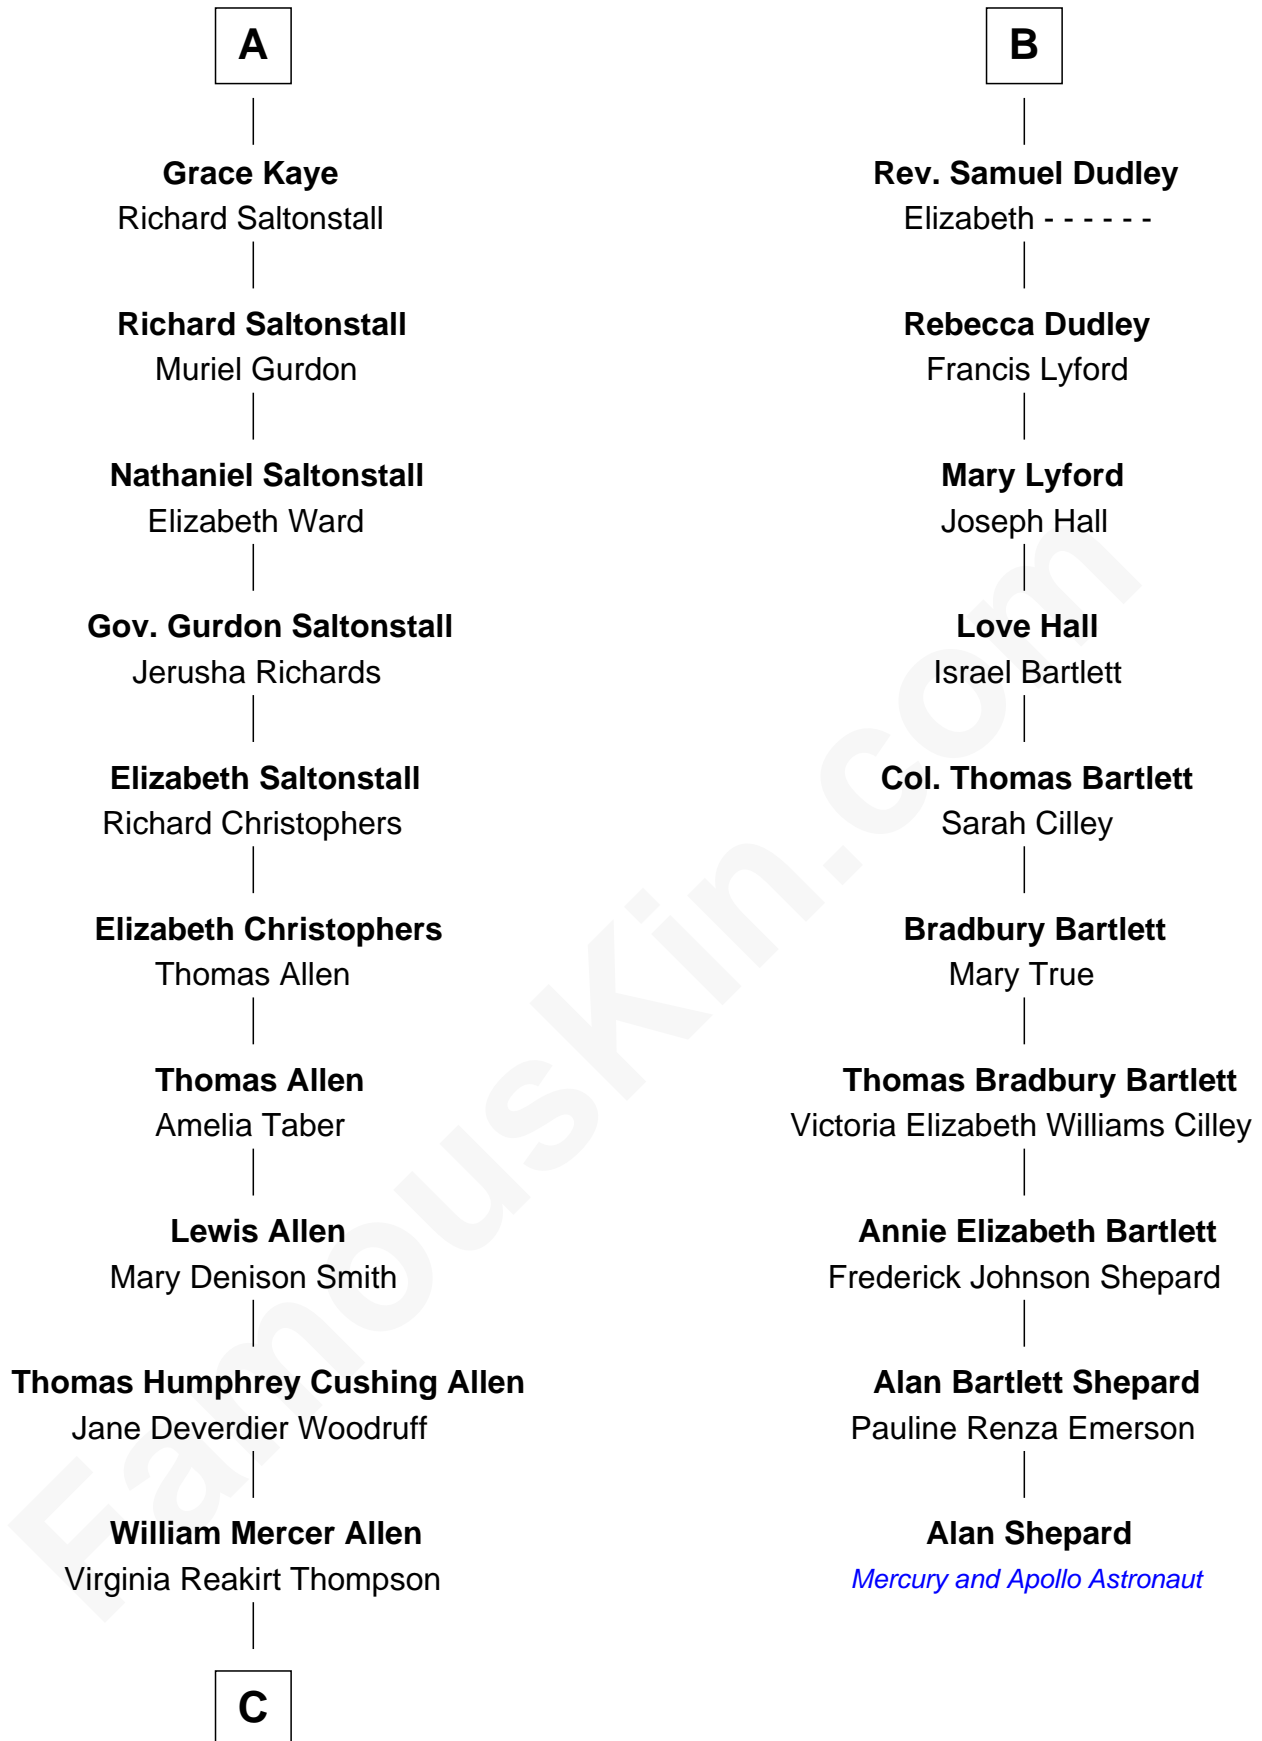 A
Grace Kaye
Richard Saltonstall
Richard Saltonstall
Muriel Gurdon
Nathaniel Saltonstall
Elizabeth Ward
Gov. Gurdon Saltonstall
Jerusha Richards
Elizabeth Saltonstall
Richard Christophers
Elizabeth Christophers
Thomas Allen
Thomas Allen
Amelia Taber
Lewis Allen
Mary Denison Smith
Thomas Humphrey Cushing Allen
Jane Deverdier Woodruff
William Mercer Allen
Virginia Reakirt Thompson
C
B
Rev. Samuel Dudley
Elizabeth - - - - - -
Rebecca Dudley
Francis Lyford
Mary Lyford
Joseph Hall
Love Hall
Israel Bartlett
Col. Thomas Bartlett
Sarah Cilley
Bradbury Bartlett
Mary True
Thomas Bradbury Bartlett
Victoria Elizabeth Williams Cilley
Annie Elizabeth Bartlett
Frederick Johnson Shepard
Alan Bartlett Shepard
Pauline Renza Emerson
Alan Shepard
Mercury and Apollo Astronaut
FamousKin.com